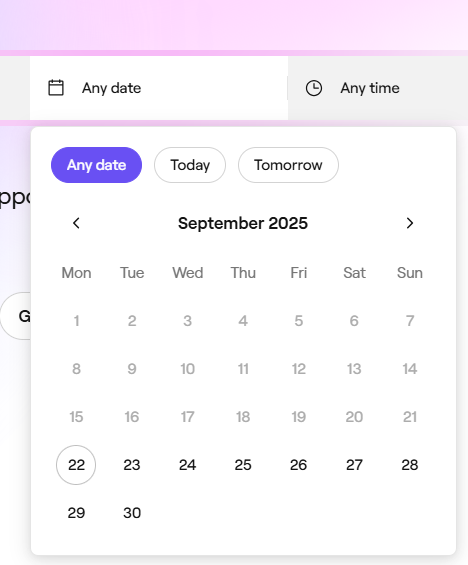 Any date Any time
Any date Today Tomorrow
ppo
September 2025
Mon Tue Wed Thu Fri Sat Sun
1 2 3 4 5 6 7
8 9 10 11 12 13 14
G
15 16 17 18 19 20 21
22 23 24 25 26 27 28
29 30